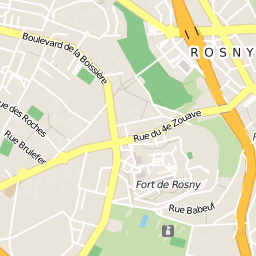 Boulevard de la Boissière
ROSNY
ue des Roches
Rue Brulefer
Rue du 4e Zouave
Fort de Rosny
Rue Babeuf